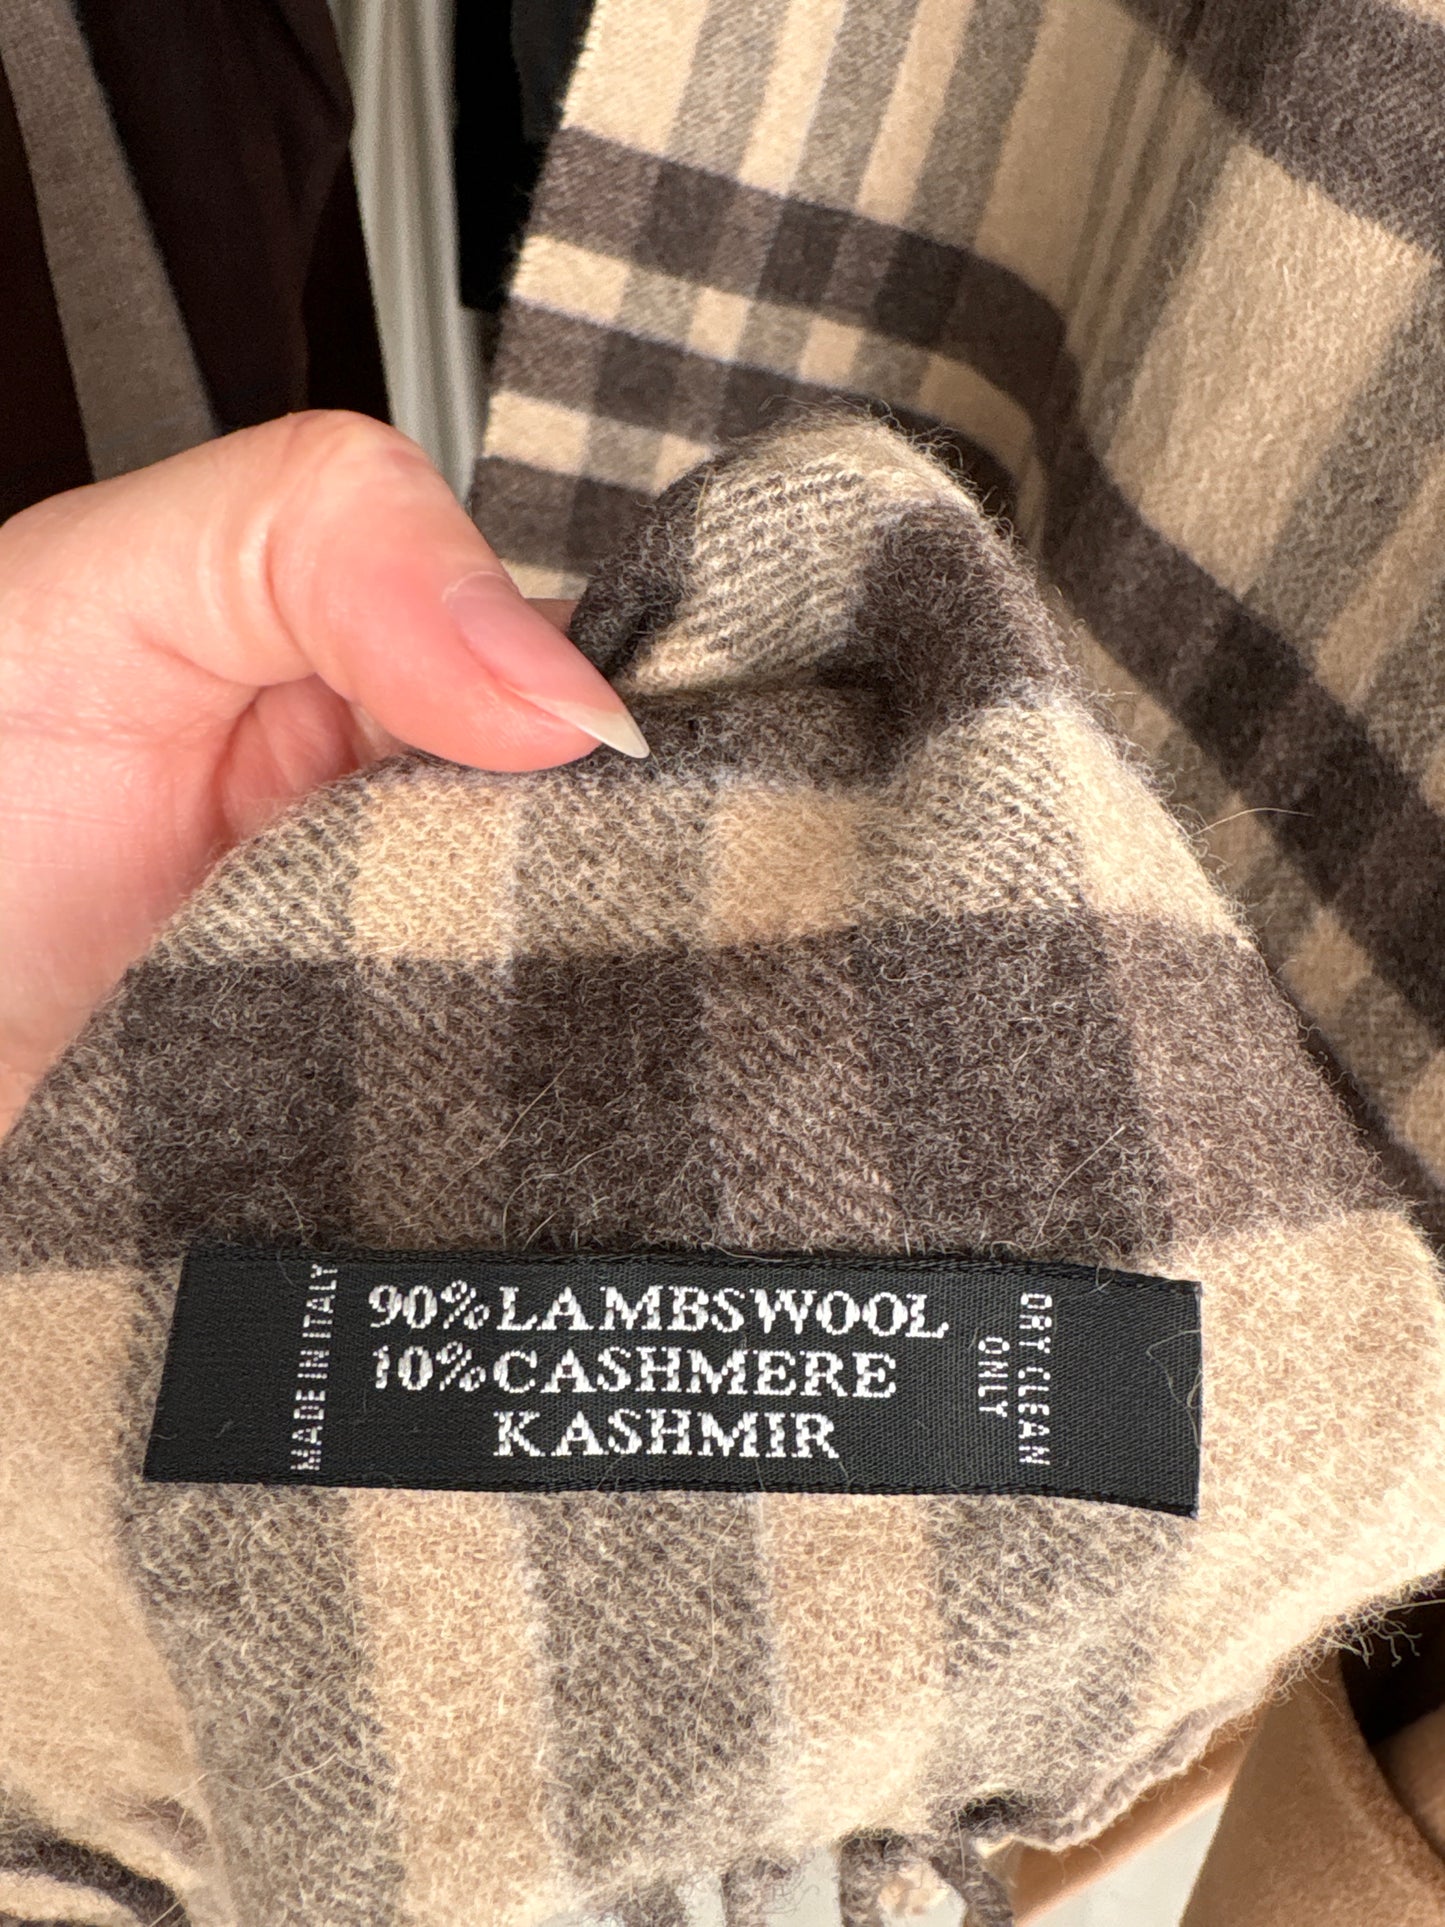 MADE IN ITALY
90% LAMBSWOOL
10% CASHMERE
KASHMIR
DRY CLEAN
ONLY